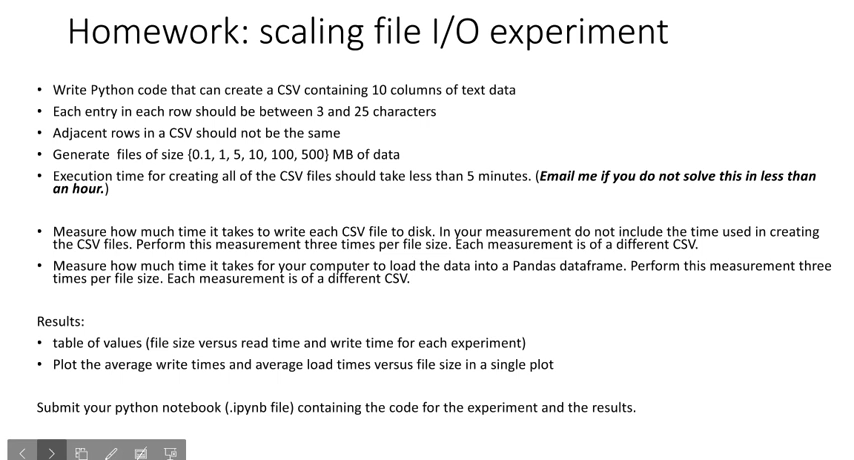 Homework: scaling file I/O experiment
• Write Python code that can create a CSV containing 10 columns of text data
• Each entry in each row should be between 3 and 25 characters
• Adjacent rows in a CSV should not be the same
• Generate  files of size {0.1, 1, 5, 10, 100, 500} MB of data
• Execution time for creating all of the CSV files should take less than 5 minutes. (Email me if you do not solve this in less than
an hour.)
• Measure how much time it takes to write each CSV file to disk. In your measurement do not include the time used in creating
the CSV files. Perform this measurement three times per file size. Each measurement is of a different CSV.
• Measure how much time it takes for your computer to load the data into a Pandas dataframe. Perform this measurement three
times per file size. Each measurement is of a different CSV.
Results:
• table of values (file size versus read time and write time for each experiment)
• Plot the average write times and average load times versus file size in a single plot
Submit your python notebook (.ipynb file) containing the code for the experiment and the results.